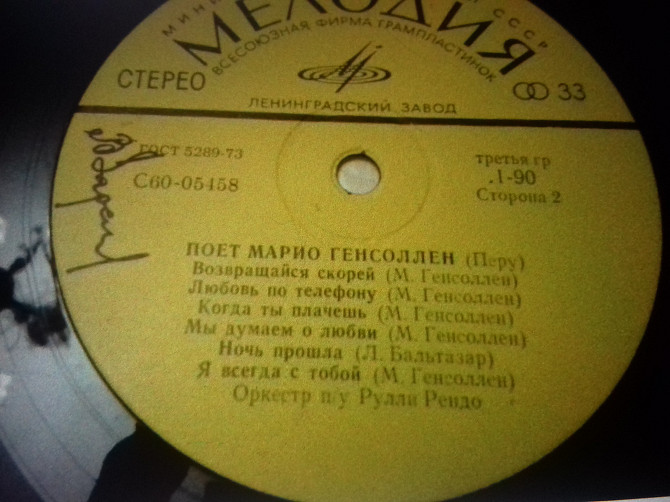 МИНИ СССР
МЕЛОДИЯ
ВСЕСОЮЗНАЯ ФИРМА ГРАМПЛАСТИНОК
СТЕРЕО
33
ЛЕНИНГРАДСКИЙ ЗАВОД
ГОСТ 5289-73
С60-05458
третья гр
.1-90
Сторона 2
ПОЕТ МАРИО ГЕНСОЛЛЕН (Перу)
Возвращайся скорей (М. Генсоллен)
Любовь по телефону (М. Генсоллен)
Когда ты плачешь (М. Генсоллен)
Мы думаем о любви (М. Генсоллен)
Ночь прошла (Л. Бальтазар)
Я всегда с тобой (М. Генсоллен)
Оркестр п/у Рулли Рендо